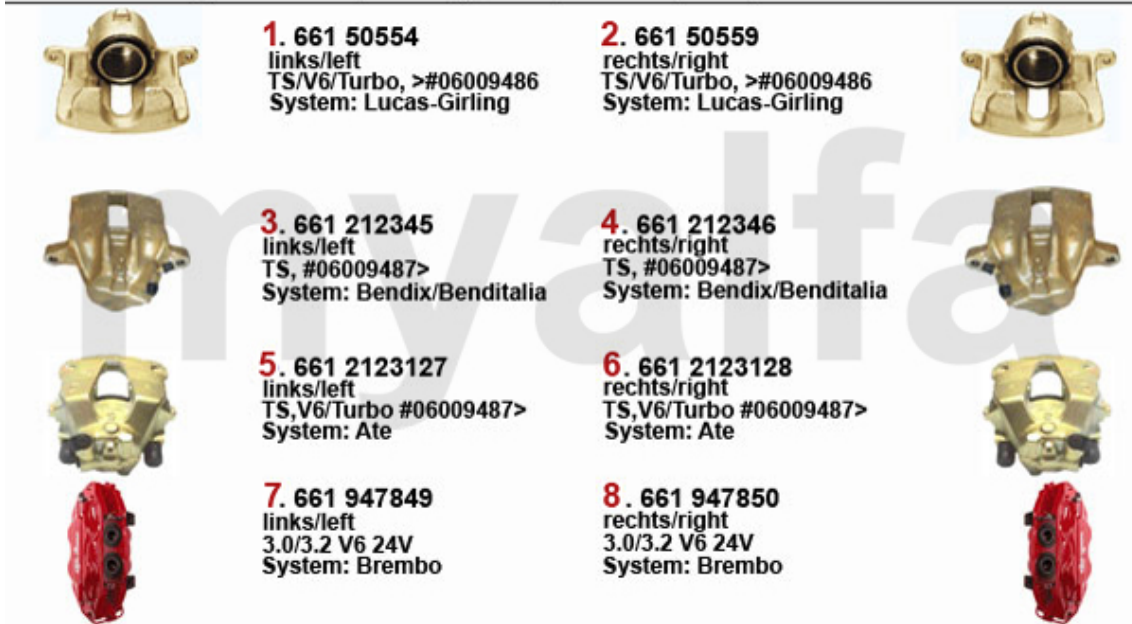 1. 661 50554
links/left
TS/V6/Turbo, >#06009486
System: Lucas-Girling
2. 661 50559
rechts/right
TS/V6/Turbo, >#06009486
System: Lucas-Girling
3. 661 212345
links/left
TS, #06009487>
System: Bendix/Benditalia
4. 661 212346
rechts/right
TS, #06009487>
System: Bendix/Benditalia
5. 661 2123127
links/left
TS,V6/Turbo #06009487>
System: Ate
6. 661 2123128
rechts/right
TS,V6/Turbo #06009487>
System: Ate
7. 661 947849
links/left
3.0/3.2 V6 24V
System: Brembo
8. 661 947850
rechts/right
3.0/3.2 V6 24V
System: Brembo
myalfa